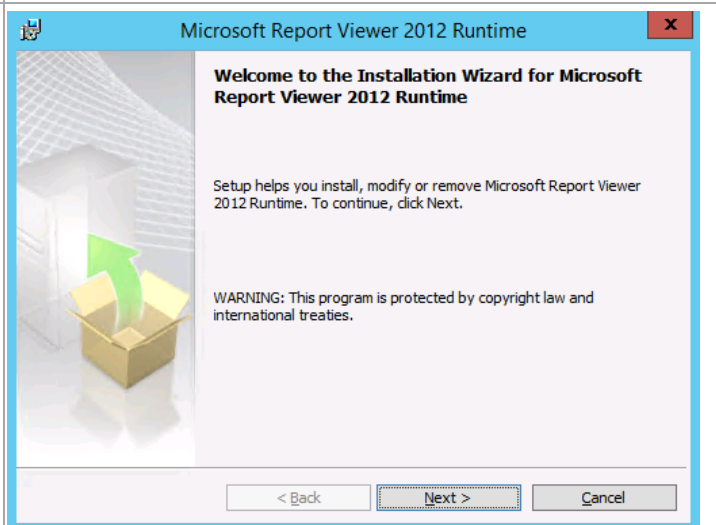 Microsoft Report Viewer 2012 Runtime
x
Welcome to the Installation Wizard for Microsoft
Report Viewer 2012 Runtime
Setup helps you install, modify or remove Microsoft Report Viewer
2012 Runtime. To continue, click Next.
WARNING: This program is protected by copyright law and
international treaties.
< Back Next > Cancel